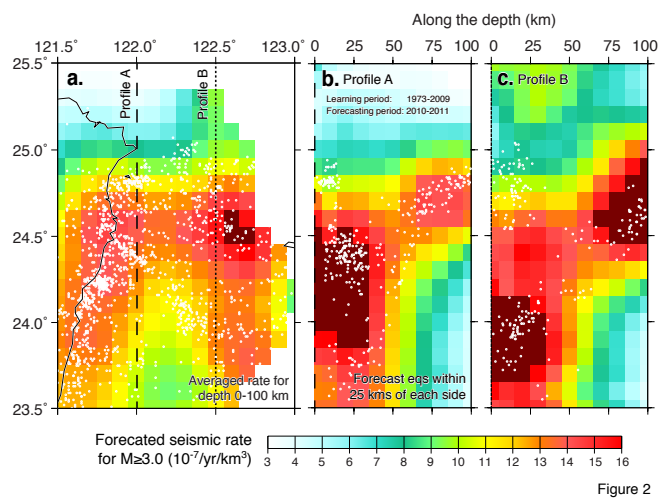 Along the depth (km)
121.5° 122.0° 122.5° 123.0° 0 25 50 75 100 0 25 50 75 100
25.5°
25.0°
24.5°
24.0°
23.5°
a.
Profile A
Profile B
Averaged rate for
depth 0-100 km
b. Profile A
Learning period: 1973-2009
Forecasting period: 2010-2011
Forecast eqs within
25 kms of each side
c. Profile B
Forecated seismic rate
for M≥3.0 (10⁻⁷/yr/km³)
3 4 5 6 7 8 9 10 11 12 13 14 15 16
Figure 2